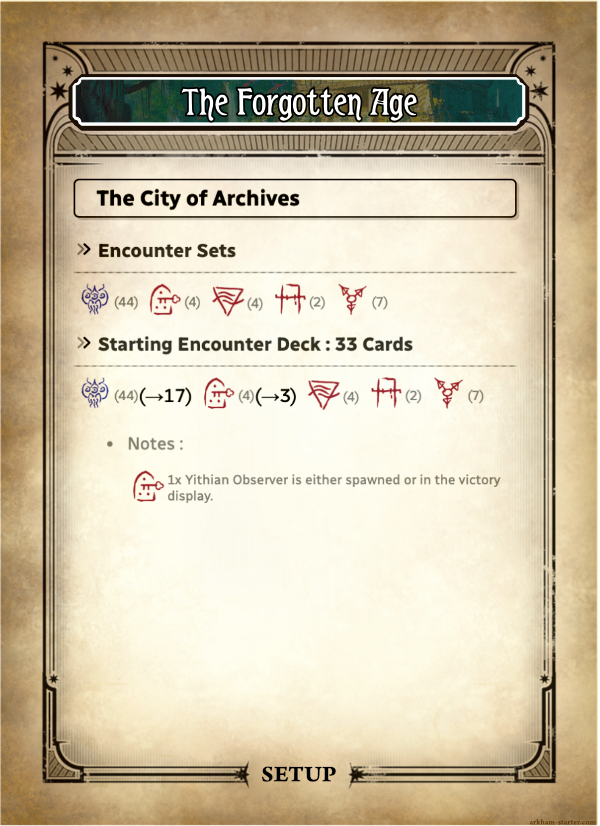 The Forgotten Age
The City of Archives
Encounter Sets
(44) (4) (4) (2) (7)
Starting Encounter Deck : 33 Cards
(44)(→17) (4)(→3) (4) (2) (7)
• Notes :
1x Yithian Observer is either spawned or in the victory
display.
SETUP
arkham-starter.com